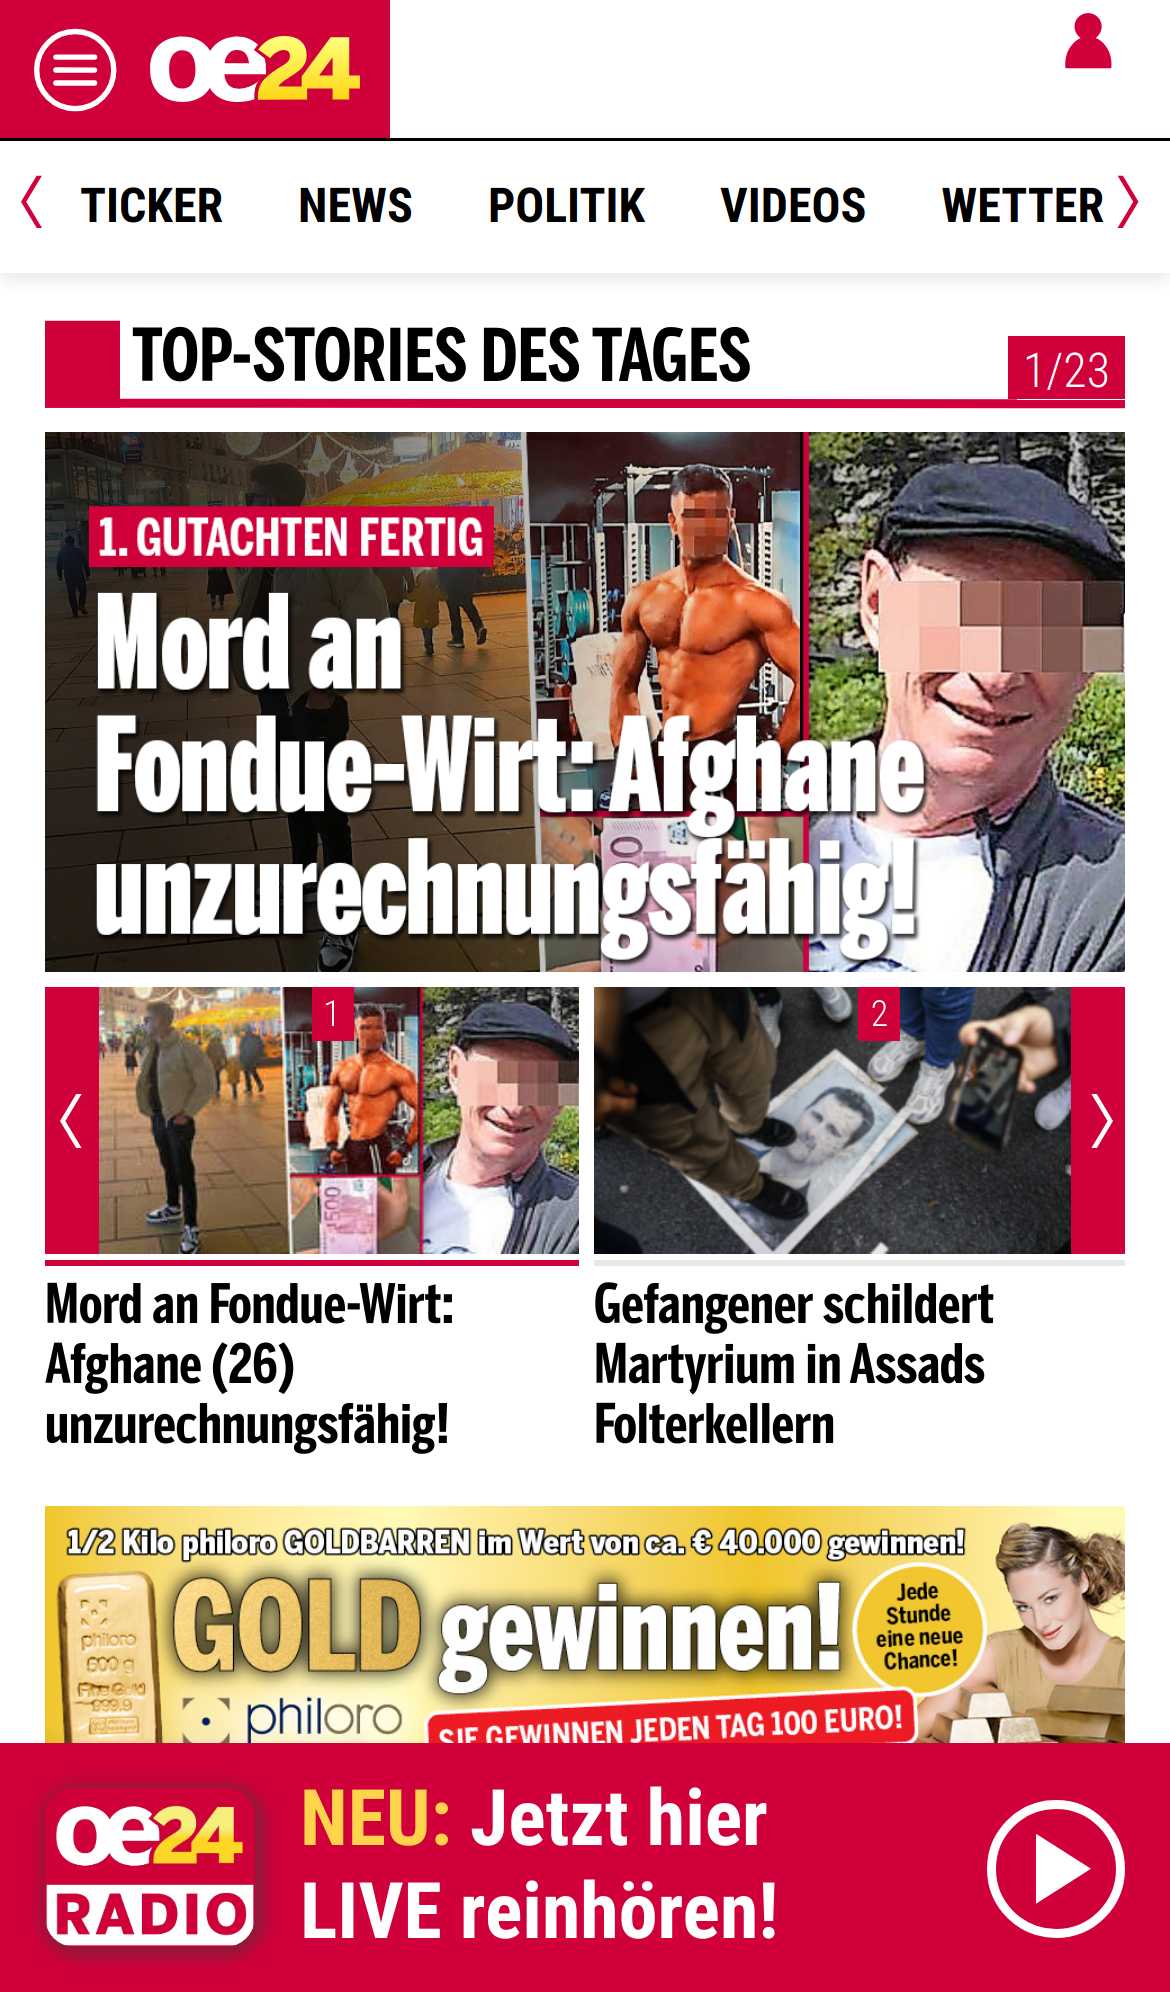 oe24
TICKER NEWS POLITIK VIDEOS WETTER
TOP-STORIES DES TAGES
1/23
1. GUTACHTEN FERTIG
Mord an
Fondue-Wirt: Afghane
unzurechnungsfähig!
1
500
2
Mord an Fondue-Wirt:
Afghane (26)
unzurechnungsfähig!
Gefangener schildert
Martyrium in Assads
Folterkellern
1/2 Kilo philoro GOLDBARREN im Wert von ca. € 40.000 gewinnen!
GOLD gewinnen!
Jede
Stunde
eine neue
Chance!
philoro
500 g
Fine Gold
999.9
philoro
SIE GEWINNEN JEDEN TAG 100 EURO!
oe24
RADIO
NEU: Jetzt hier
LIVE reinhören!